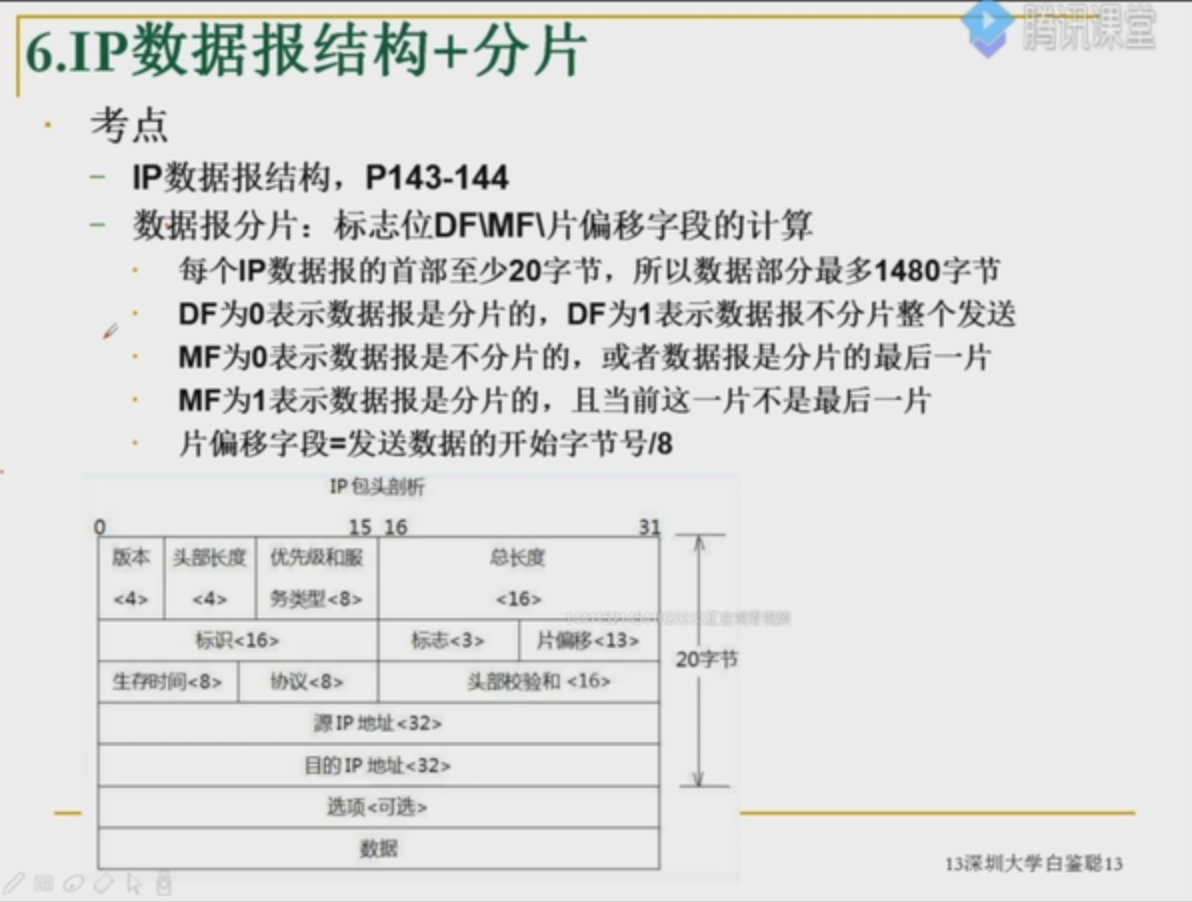 6.IP数据报结构+分片
腾讯课堂
· 考点
– IP数据报结构，P143-144
– 数据报分片：标志位DF\MF\片偏移字段的计算
· 每个IP数据报的首部至少20字节，所以数据部分最多1480字节
· DF为0表示数据报是分片的，DF为1表示数据报不分片整个发送
· MF为0表示数据报是不分片的，或者数据报是分片的最后一片
· MF为1表示数据报是分片的，且当前这一片不是最后一片
· 片偏移字段=发送数据的开始字节号/8
IP 包头剖析
0 15 16 31
版本 头部长度 优先级和服 总长度
<4> <4> 务类型<8> <16>
标识<16> 标志<3> 片偏移<13>
20字节
生存时间<8> 协议<8> 头部校验和 <16>
源 IP 地址<32>
目的 IP 地址<32>
选项<可选>
数据
13深圳大学白鉴聪13